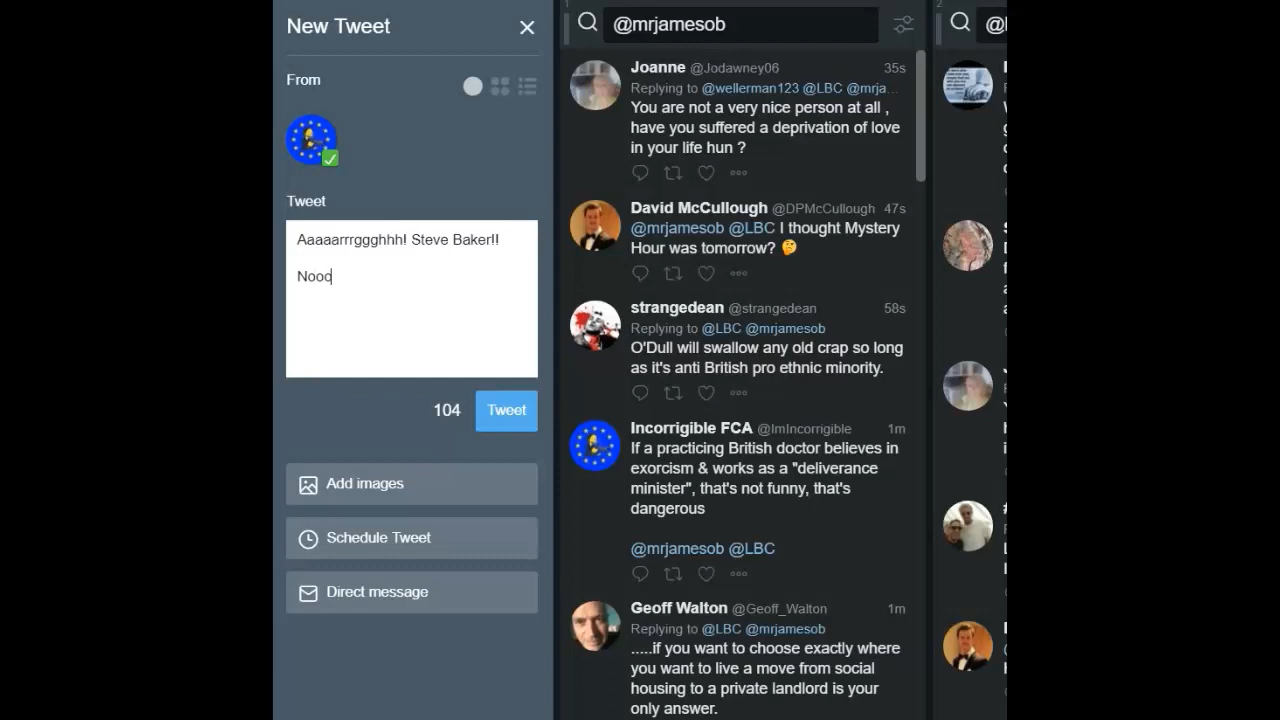 New Tweet
From
Tweet
Aaaaarrrggghhh! Steve Baker!!
Nooo
104
Tweet
Add images
Schedule Tweet
Direct message
1
@mrjamesob
Joanne @Jodawney06 35s
Replying to @wellerman123 @LBC @mrja...
You are not a very nice person at all ,
have you suffered a deprivation of love
in your life hun ?
David McCullough @DPMcCullough 47s
@mrjamesob @LBC I thought Mystery
Hour was tomorrow? 🤔
strangedean @strangedean 58s
Replying to @LBC @mrjamesob
O'Dull will swallow any old crap so long
as it's anti British pro ethnic minority.
Incorrigible FCA @ImIncorrigible 1m
If a practicing British doctor believes in
exorcism & works as a "deliverance
minister", that's not funny, that's
dangerous
@mrjamesob @LBC
Geoff Walton @Geoff_Walton 1m
Replying to @LBC @mrjamesob
.....if you want to choose exactly where
you want to live a move from social
housing to a private landlord is your
only answer.
2